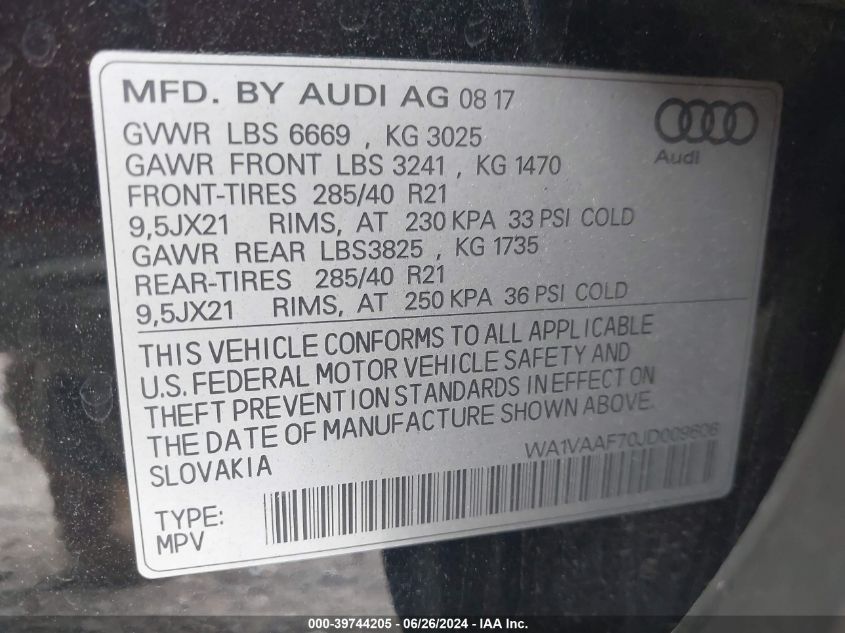 MFD. BY AUDI AG 08 17
GVWR LBS 6669 , KG 3025
GAWR FRONT LBS 3241 , KG 1470
FRONT-TIRES 285/40 R21
9,5JX21 RIMS, AT 230 KPA 33 PSI COLD
GAWR REAR LBS3825 , KG 1735
REAR-TIRES 285/40 R21
9,5JX21 RIMS, AT 250 KPA 36 PSI COLD
Audi
THIS VEHICLE CONFORMS TO ALL APPLICABLE
U.S. FEDERAL MOTOR VEHICLE SAFETY AND
THEFT PREVENTION STANDARDS IN EFFECT ON
THE DATE OF MANUFACTURE SHOWN ABOVE.
SLOVAKIA
WA1VAAF70JD009606
TYPE:
MPV
000-39744205 - 06/26/2024 - IAA Inc.